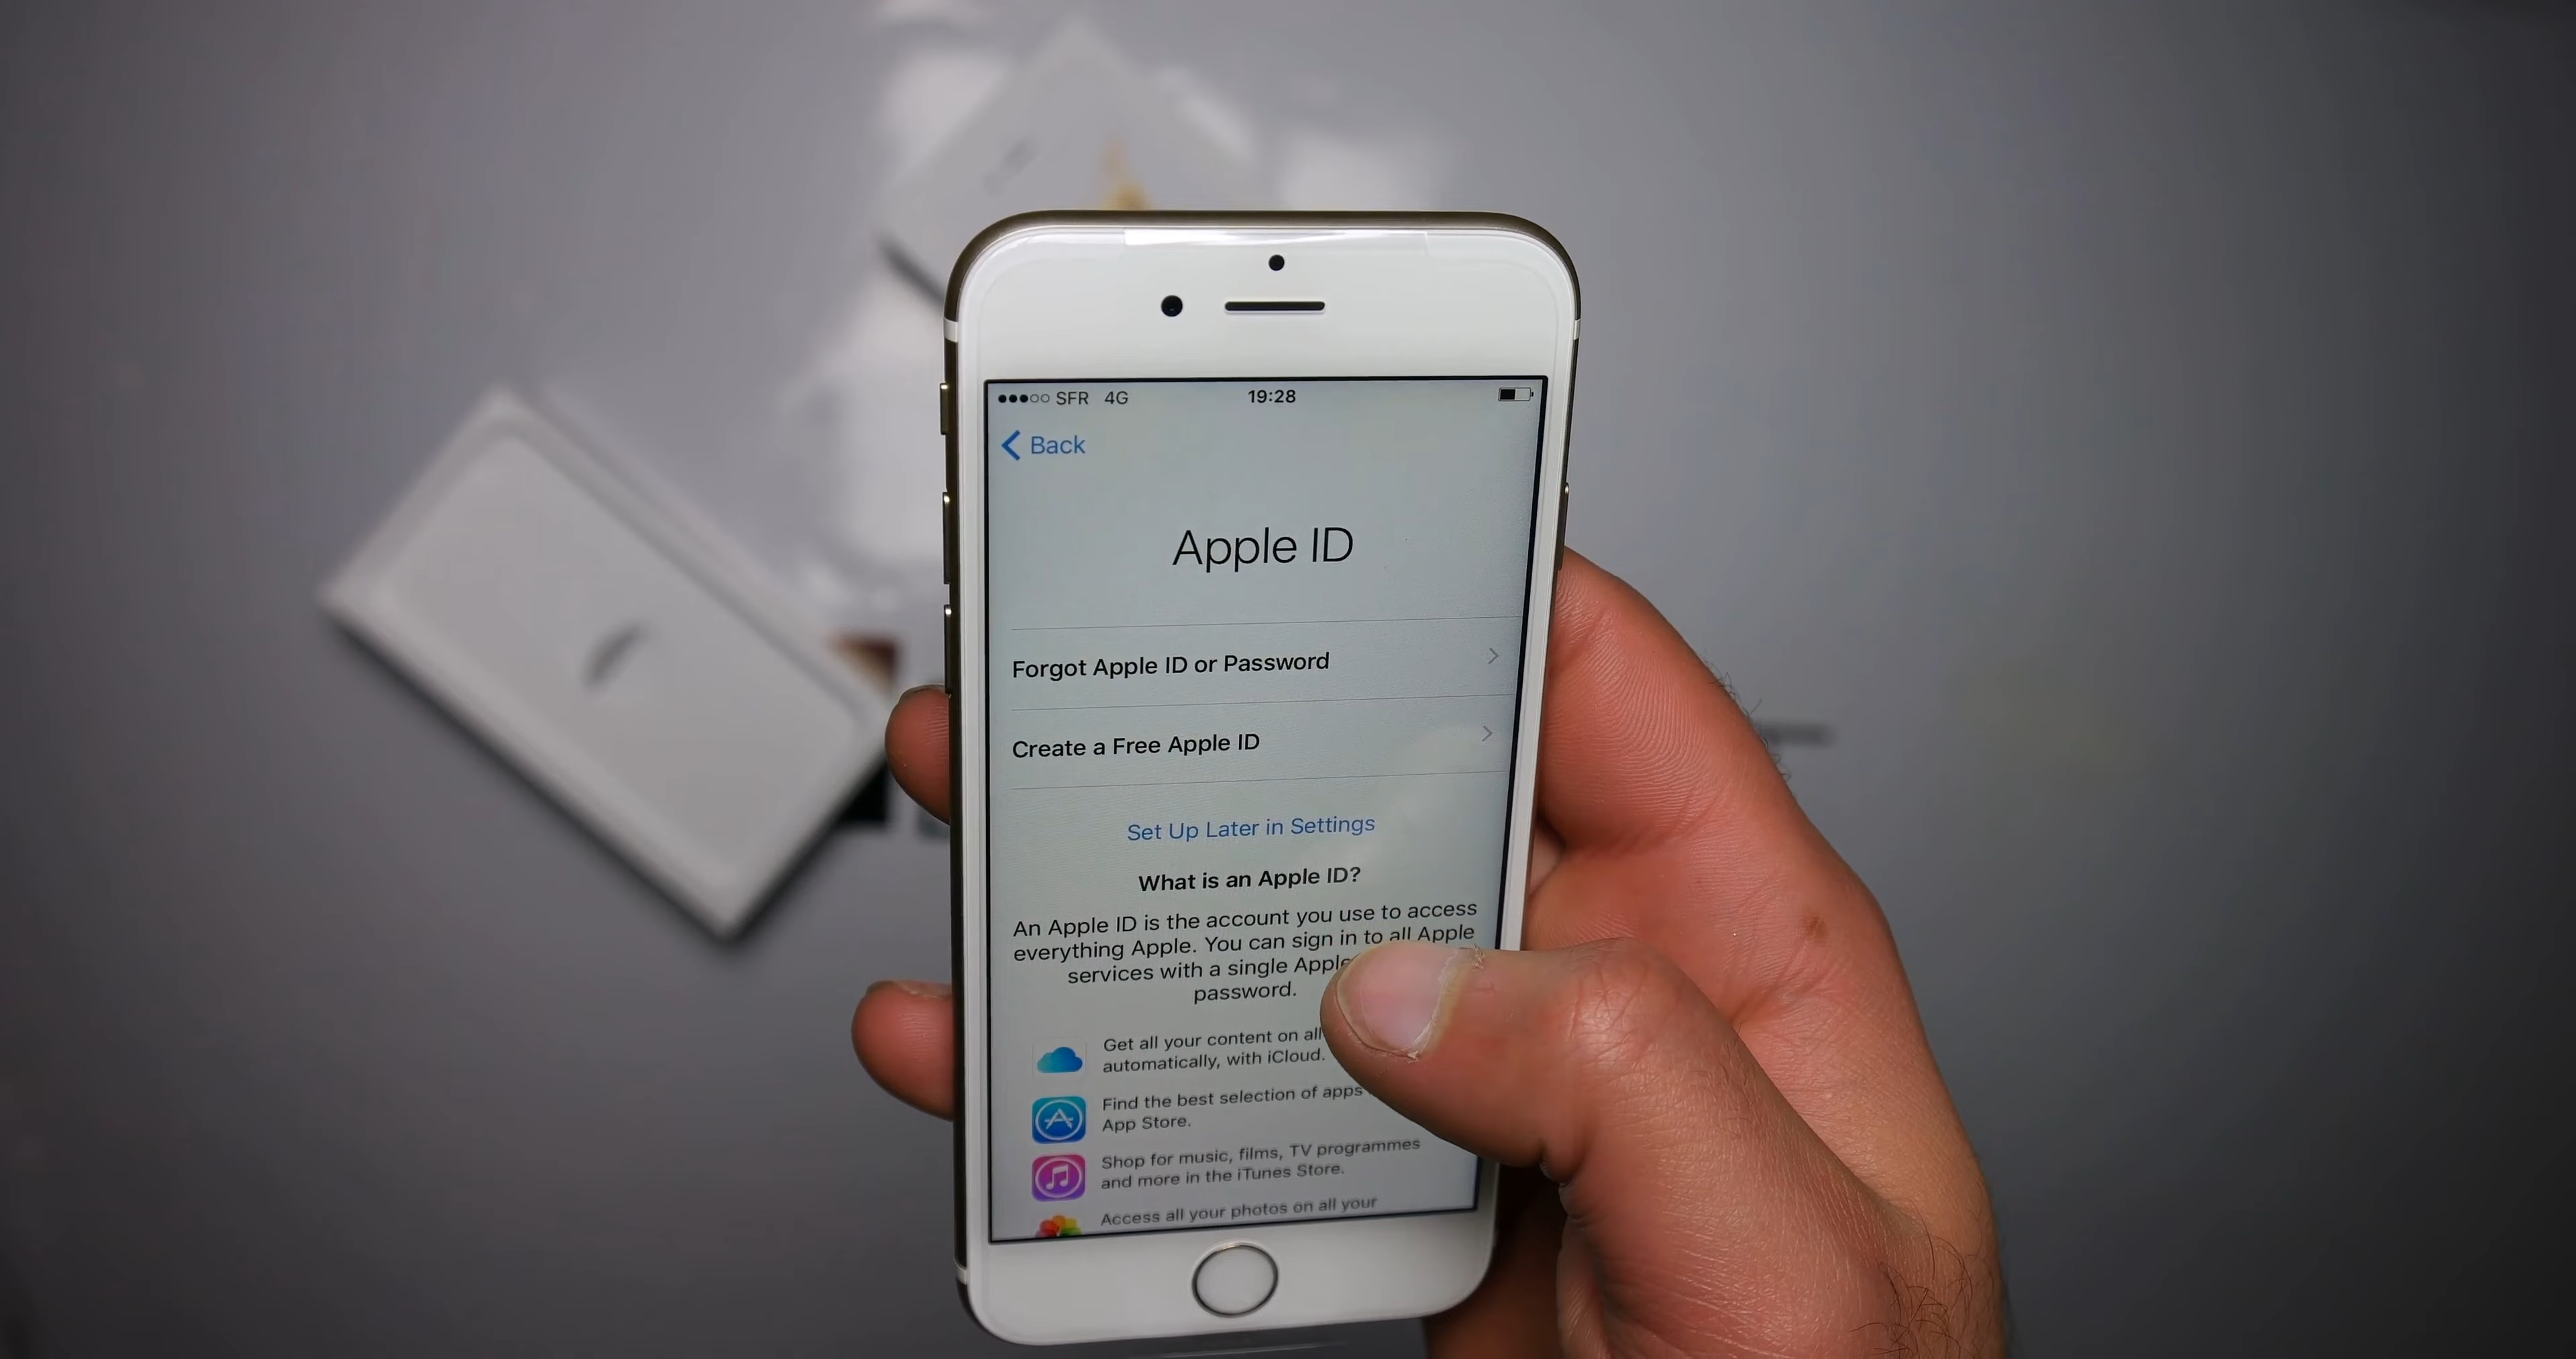 SFR 4G 19:28
Back
Apple ID
Forgot Apple ID or Password
Create a Free Apple ID
Set Up Later in Settings
What is an Apple ID?
An Apple ID is the account you use to access
everything Apple. You can sign in to all Apple
services with a single Apple
password.
Get all your content on all
automatically, with iCloud.
Find the best selection of apps
App Store.
Shop for music, films, TV programmes
and more in the iTunes Store.
Access all your photos on all your